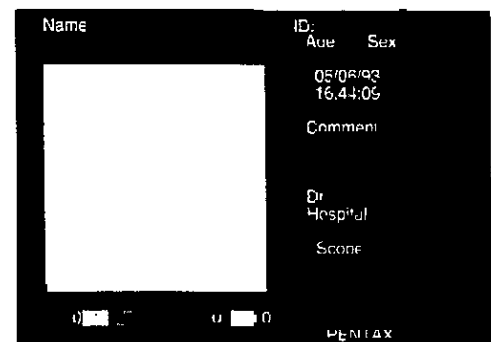 Name
ID:
Age Sex
05/06/93
16:44:09
Comment
Dr
Hospital
Scope
PENTAX